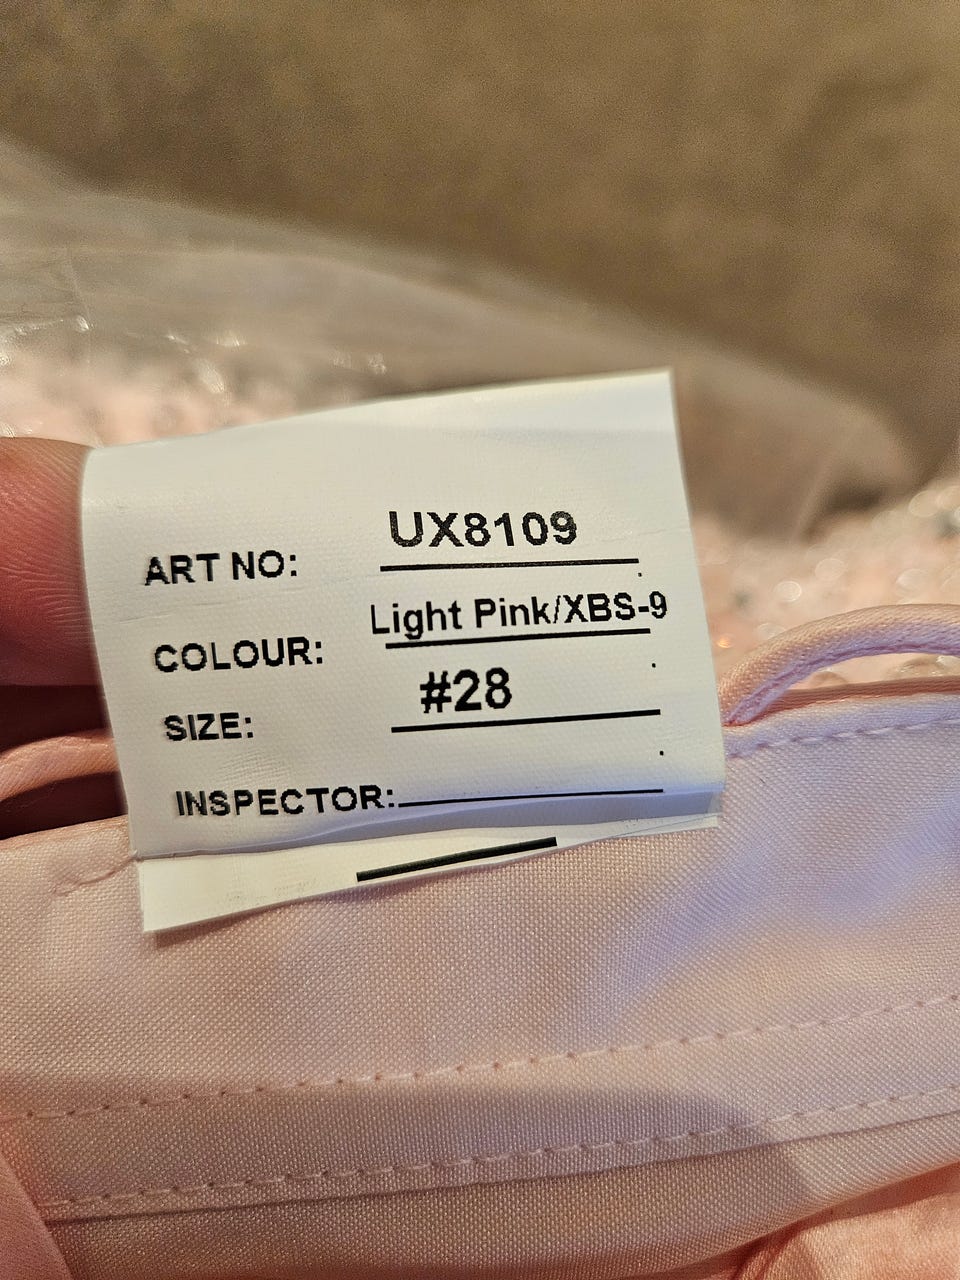 ART NO: UX8109
COLOUR: Light Pink/XBS-9
SIZE: #28
INSPECTOR: